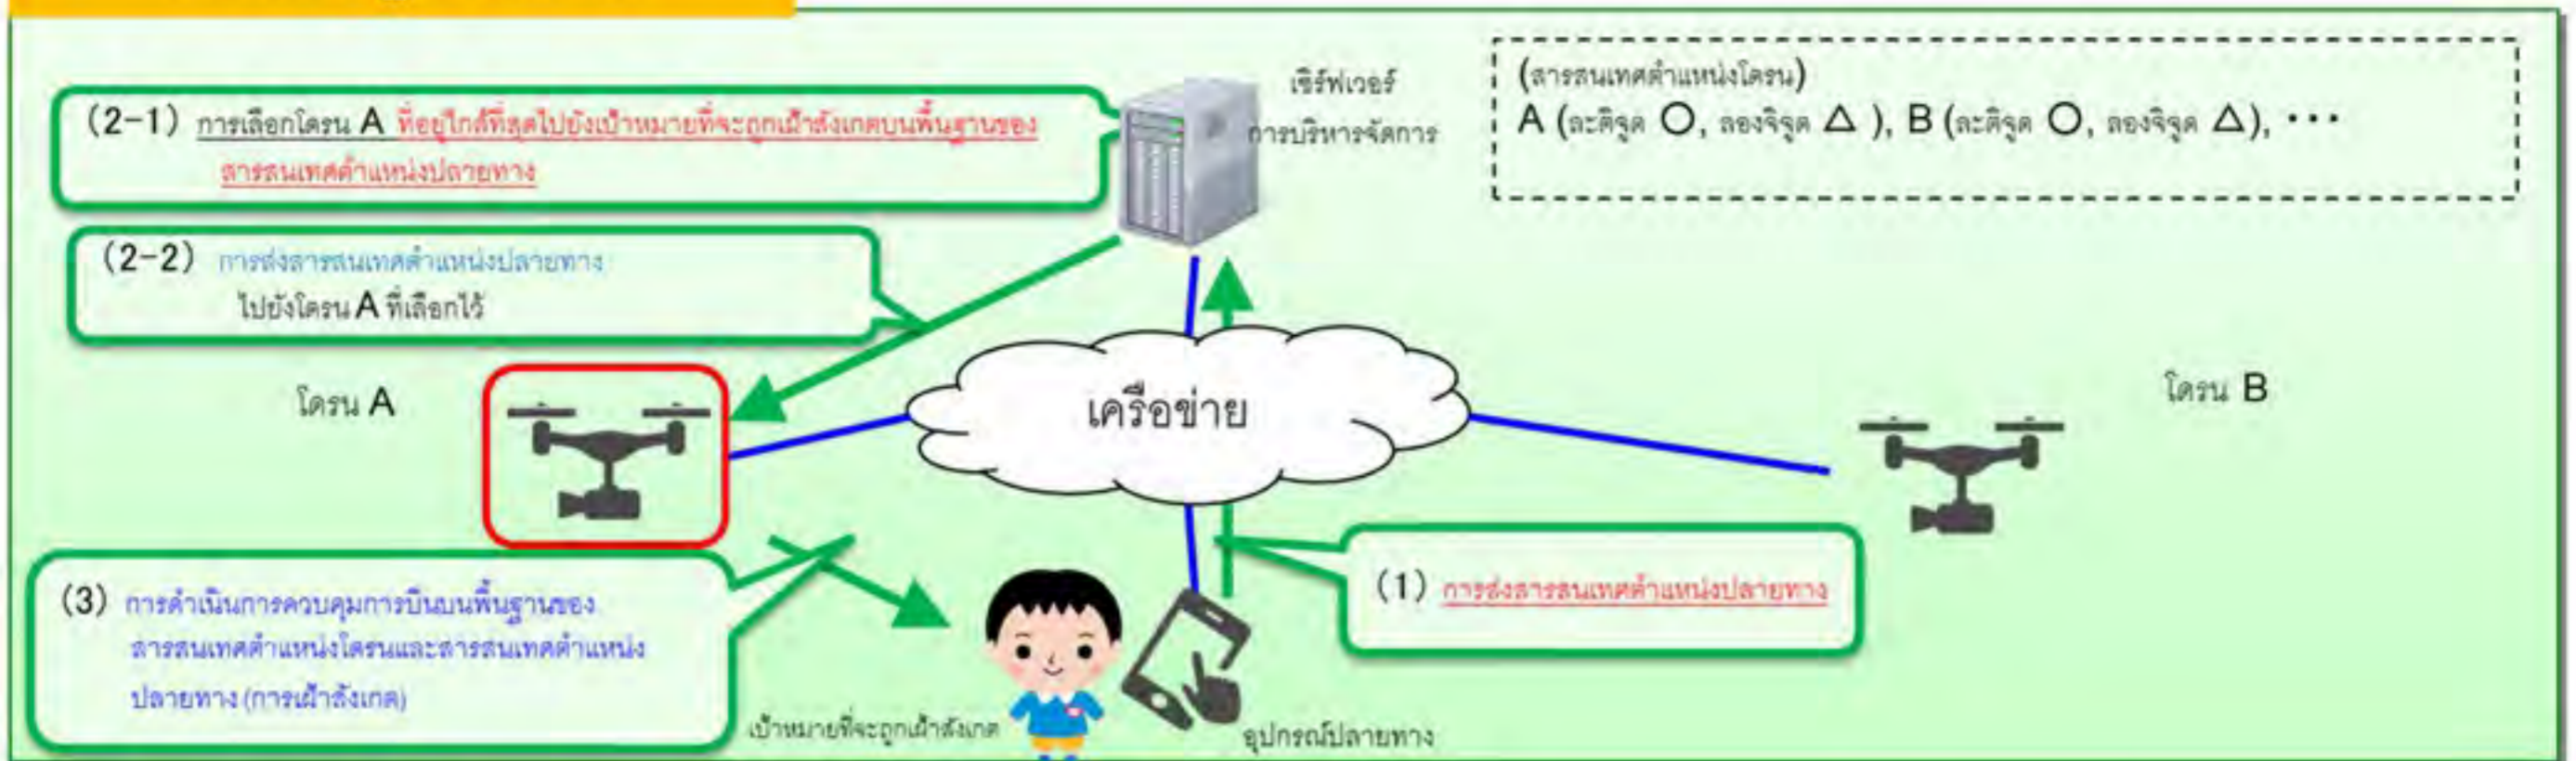 (2-1) การเลือกโดรน A ที่อยู่ใกล้ที่สุดไปยังเป้าหมายที่จะถูกเฝ้าสังเกตบนพื้นฐานของ
สารสนเทศตำแหน่งปลายทาง
เซิร์ฟเวอร์
การบริหารจัดการ
(สารสนเทศตำแหน่งโดรน)
A (ละติจูด ○, ลองจิจูด △ ), B (ละติจูด ○, ลองจิจูด △), ･･･
(2-2) การส่งสารสนเทศตำแหน่งปลายทาง
ไปยังโดรน A ที่เลือกไว้
โดรน A
เครือข่าย
โดรน B
(3) การดำเนินการควบคุมการบินบนพื้นฐานของ
สารสนเทศตำแหน่งโดรนและสารสนเทศตำแหน่ง
ปลายทาง (การเฝ้าสังเกต)
(1) การส่งสารสนเทศตำแหน่งปลายทาง
เป้าหมายที่จะถูกเฝ้าสังเกต
อุปกรณ์ปลายทาง